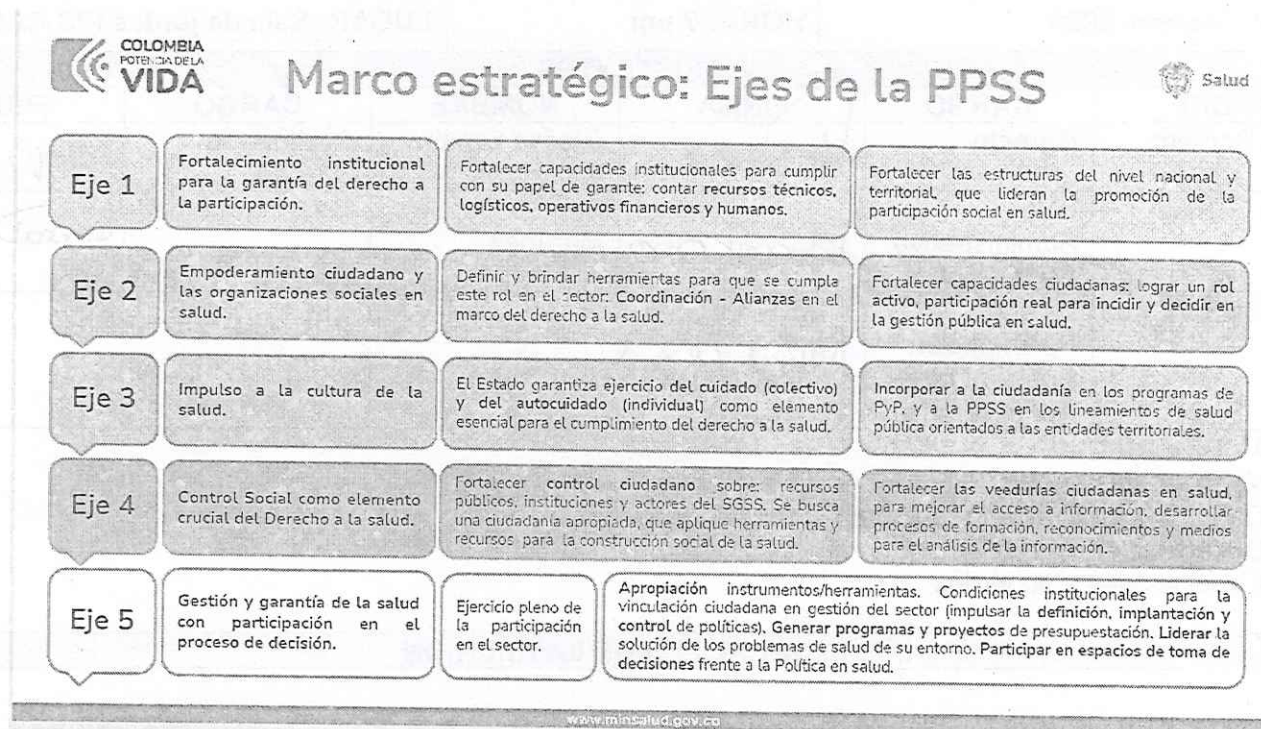 COLOMBIA
POTENCIA DE LA
VIDA
Marco estratégico: Ejes de la PPSS
Salud
Eje 1
Fortalecimiento institucional
para la garantía del derecho a
la participación.
Fortalecer capacidades institucionales para cumplir
con su papel de garante: contar recursos técnicos,
logísticos, operativos financieros y humanos.
Fortalecer las estructuras del nivel nacional y
territorial, que lideran la promoción de la
participación social en salud.
Eje 2
Empoderamiento ciudadano y
las organizaciones sociales en
salud.
Definir y brindar herramientas para que se cumpla
este rol en el sector: Coordinación - Alianzas en el
marco del derecho a la salud.
Fortalecer capacidades ciudadanas: lograr un rol
activo, participación real para incidir y decidir en
la gestión pública en salud.
Eje 3
Impulso a la cultura de la
salud.
El Estado garantiza ejercicio del cuidado (colectivo)
y del autocuidado (individual) como elemento
esencial para el cumplimiento del derecho a la salud.
Incorporar a la ciudadanía en los programas de
PyP, y a la PPSS en los lineamientos de salud
pública orientados a las entidades territoriales.
Eje 4
Control Social como elemento
crucial del Derecho a la salud.
Fortalecer control ciudadano sobre: recursos
públicos, instituciones y actores del SGSS. Se busca
una ciudadanía apropiada, que aplique herramientas y
recursos para la construcción social de la salud.
Fortalecer las veedurías ciudadanas en salud,
para mejorar el acceso a información, desarrollar
procesos de formación, reconocimientos y medios
para el análisis de la información.
Eje 5
Gestión y garantía de la salud
con participación en el
proceso de decisión.
Ejercicio pleno de
la participación
en el sector.
Apropiación instrumentos/herramientas. Condiciones institucionales para la
vinculación ciudadana en gestión del sector (impulsar la definición, implantación y
control de políticas). Generar programas y proyectos de presupuestación. Liderar la
solución de los problemas de salud de su entorno. Participar en espacios de toma de
decisiones frente a la Política en salud.
www.minsalud.gov.co